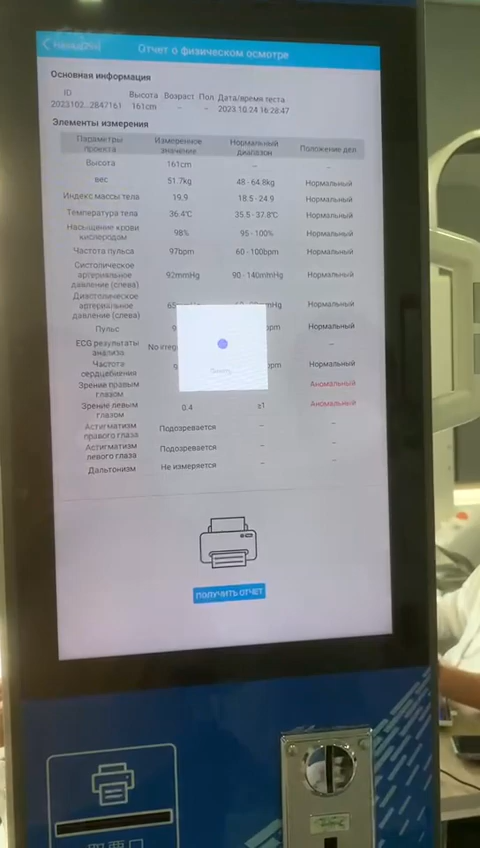 Отчет о физическом осмотре
Основная информация
ID Высота Возраст Пол Дата/время теста
2023102...2847161 161cm – – 2023.10.24 16:28:47
Элементы измерения
Параметры проекта Измеренное значение Нормальный диапазон Положение дел
Высота 161cm – –
вес 51.7kg 48 - 64.8kg Нормальный
Индекс массы тела 19.9 18.5 - 24.9 Нормальный
Температура тела 36.4℃ 35.5 - 37.8℃ Нормальный
Насыщение крови кислородом 98% 95 - 100% Нормальный
Частота пульса 97bpm 60 - 100bpm Нормальный
Систолическое артериальное давление (слева) 92mmHg 90 - 140mmHg Нормальный
Диастолическое артериальное давление (слева) Нормальный
Пульс Нормальный
ECG результаты анализа –
Частота сердцебиения Нормальный
Зрение правым глазом Аномальный
Зрение левым глазом 0.4 ≥1 Аномальный
Астигматизм правого глаза Подозревается – –
Астигматизм левого глаза Подозревается – –
Дальтонизм Не измеряется – –
ПОЛУЧИТЬ ОТЧЕТ